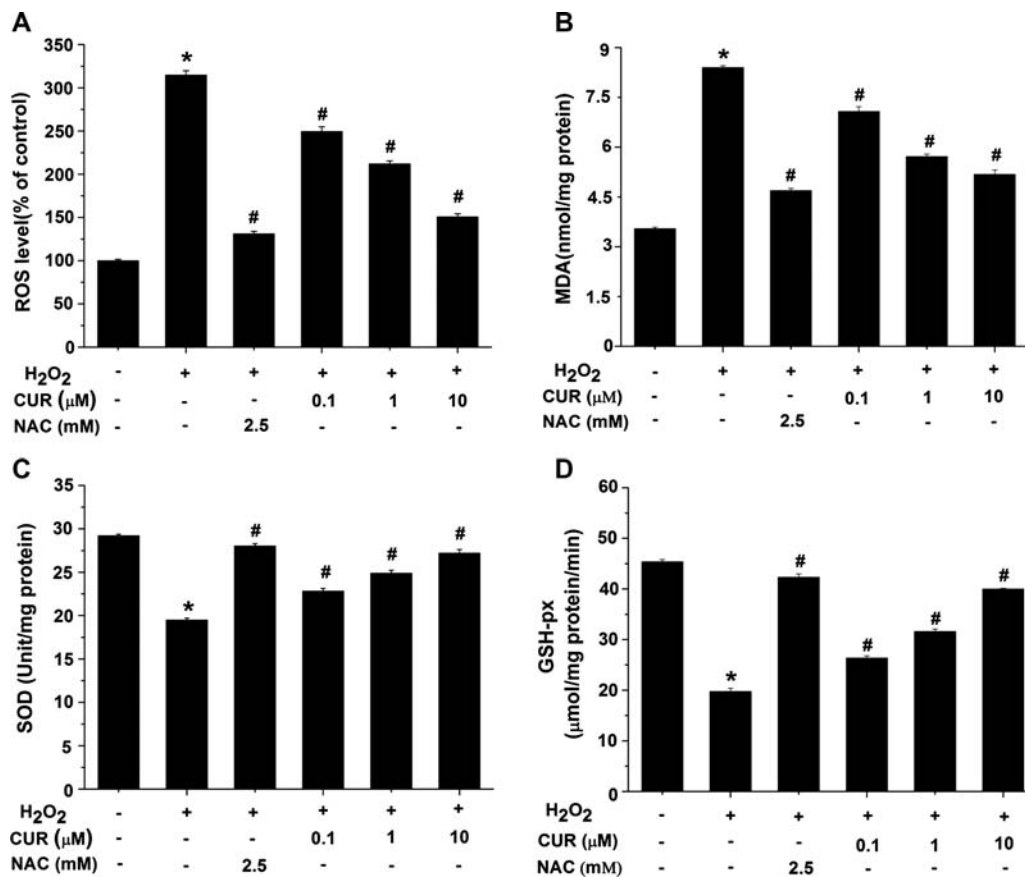 A
ROS level(% of control)
350
300
250
200
150
100
50
0
*
#
#
#
#
H2O2 - + + + + +
CUR (μM) - - - 0.1 1 10
NAC (mM) - - 2.5 - - -
B
MDA(nmol/mg protein)
9
7.5
6
4.5
3
1.5
0
*
#
#
#
#
H2O2 - + + + + +
CUR (μM) - - - 0.1 1 10
NAC (mM) - - 2.5 - - -
C
SOD (Unit/mg protein)
35
30
25
20
15
10
5
0
*
#
#
#
#
H2O2 - + + + + +
CUR (μM) - - - 0.1 1 10
NAC (mM) - - 2.5 - - -
D
GSH-px
(μmol/mg protein/min)
60
50
40
30
20
10
0
*
#
#
#
#
H2O2 - + + + + +
CUR (μM) - - - 0.1 1 10
NAC (mM) - - 2.5 - - -